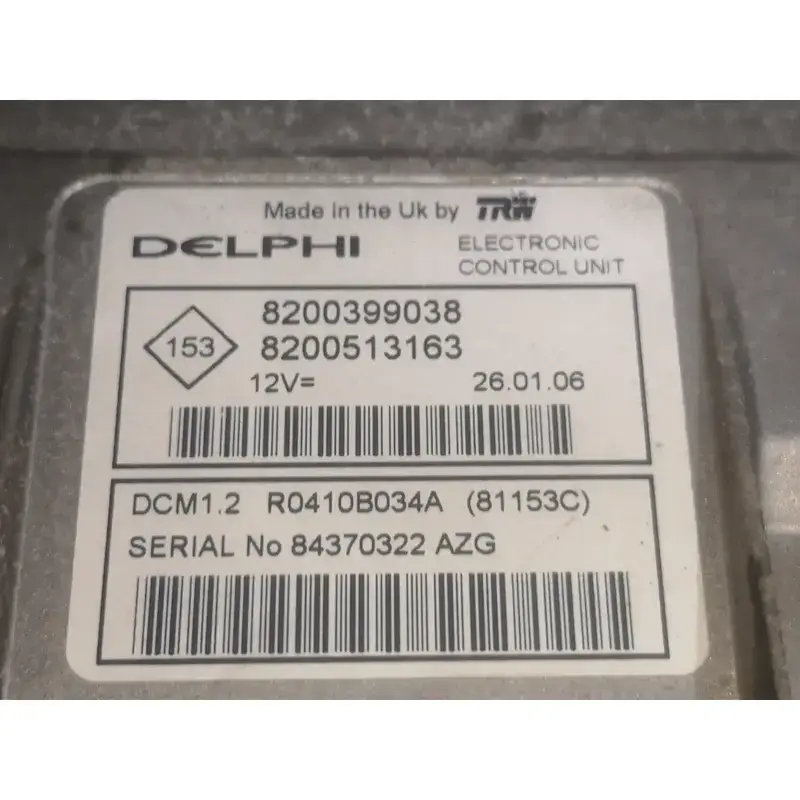 Made in the Uk by TRW
DELPHI ELECTRONIC
CONTROL UNIT
8200399038
153 8200513163
12V= 26.01.06
DCM1.2 R0410B034A (81153C)
SERIAL No 84370322 AZG